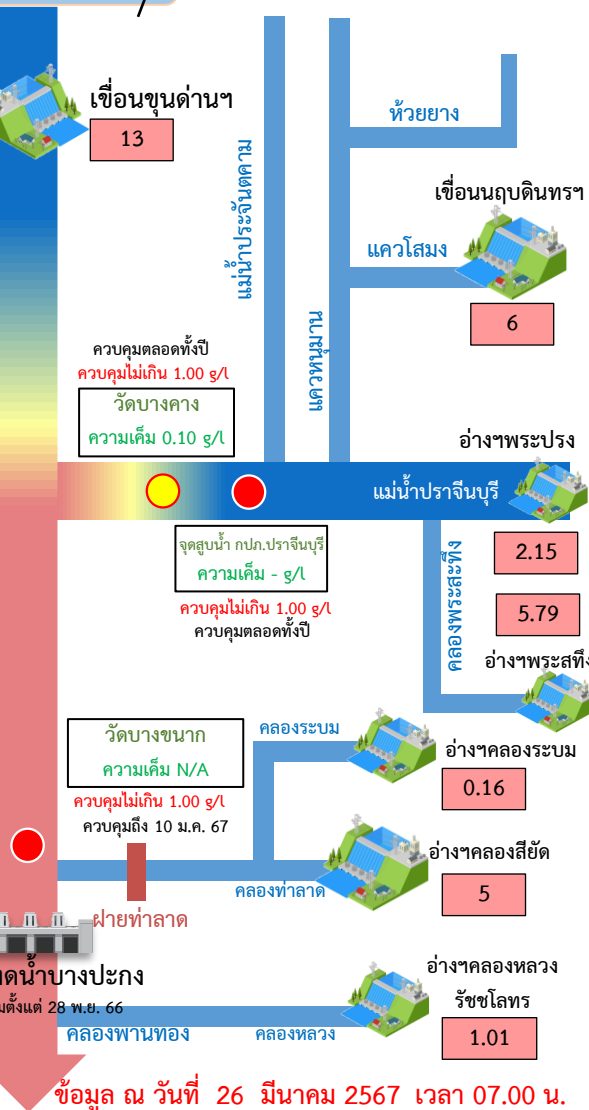 เขื่อนขุนด่านฯ
13
ห้วยยาง
แม่น้ำประจันตคาม
เขื่อนนฤบดินทรฯ
แควโสมง
6
แควหนุมาน
ควบคุมตลอดทั้งปี
ควบคุมไม่เกิน 1.00 g/l
วัดบางคาง
ความเค็ม 0.10 g/l
อ่างฯพระปรง
แม่น้ำปราจีนบุรี
จุดสูบน้ำ กปภ.ปราจีนบุรี
ความเค็ม - g/l
ควบคุมไม่เกิน 1.00 g/l
ควบคุมตลอดทั้งปี
คลองพระสะทึง
2.15
5.79
อ่างฯพระสทึง
วัดบางขนาก
ความเค็ม N/A
ควบคุมไม่เกิน 1.00 g/l
ควบคุมถึง 10 ม.ค. 67
คลองระบม
อ่างฯคลองระบม
0.16
อ่างฯคลองสียัด
5
คลองท่าลาด
ฝายท่าลาด
ดน้ำบางปะกง
ตั้งแต่ 28 พ.ย. 66
อ่างฯคลองหลวง
รัชชโลทร
1.01
คลองพานทอง
คลองหลวง
ข้อมูล ณ วันที่ 26 มีนาคม 2567 เวลา 07.00 น.